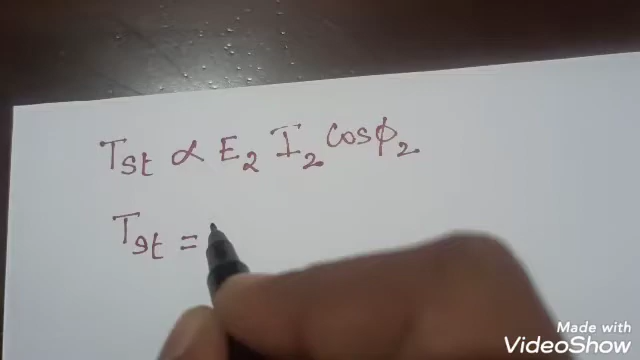 Tst ∝ E₂ I₂ cosϕ₂
Tst =
Made with
VideoShow